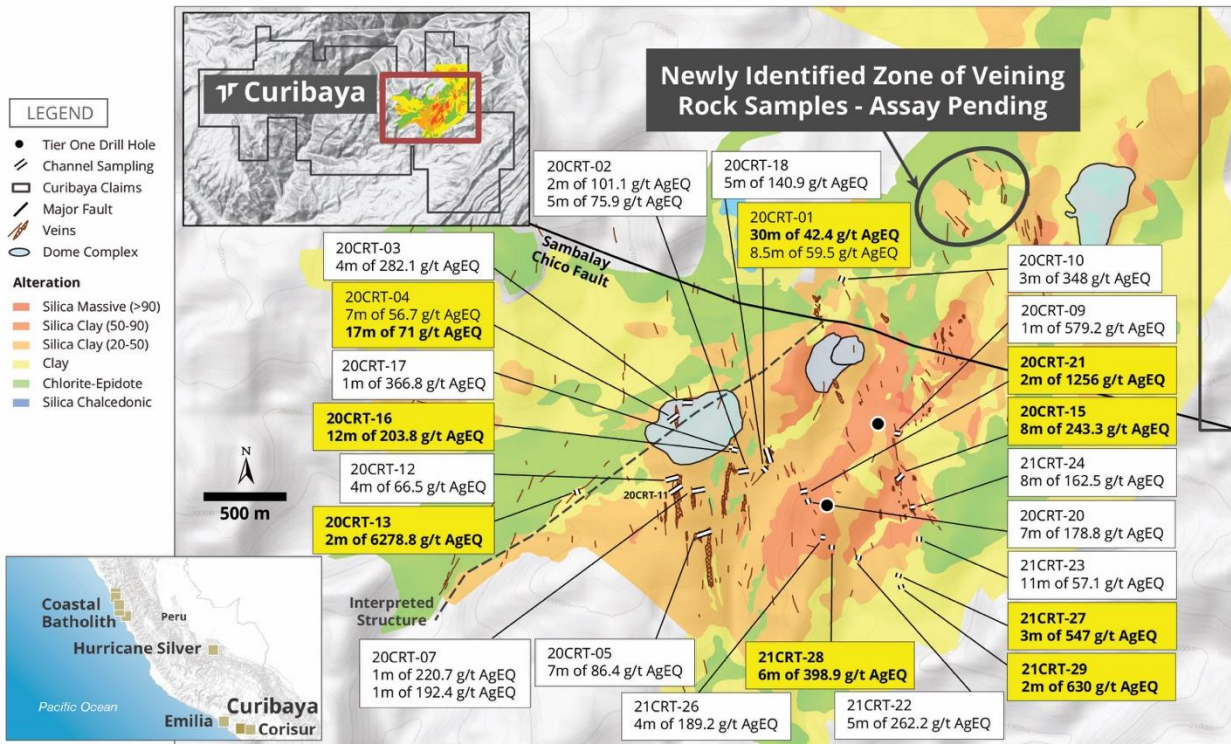 Curibaya
Newly Identified Zone of Veining
Rock Samples - Assay Pending
LEGEND
Tier One Drill Hole
Channel Sampling
Curibaya Claims
Major Fault
Veins
Dome Complex
Alteration
Silica Massive (>90)
Silica Clay (50-90)
Silica Clay (20-50)
Clay
Chlorite-Epidote
Silica Chalcedonic
20CRT-02
2m of 101.1 g/t AgEQ
5m of 75.9 g/t AgEQ
20CRT-18
5m of 140.9 g/t AgEQ
20CRT-01
30m of 42.4 g/t AgEQ
8.5m of 59.5 g/t AgEQ
Sambalay
Chico Fault
20CRT-03
4m of 282.1 g/t AgEQ
20CRT-04
7m of 56.7 g/t AgEQ
17m of 71 g/t AgEQ
20CRT-17
1m of 366.8 g/t AgEQ
20CRT-16
12m of 203.8 g/t AgEQ
20CRT-12
4m of 66.5 g/t AgEQ
20CRT-13
2m of 6278.8 g/t AgEQ
20CRT-11
20CRT-10
3m of 348 g/t AgEQ
20CRT-09
1m of 579.2 g/t AgEQ
20CRT-21
2m of 1256 g/t AgEQ
20CRT-15
8m of 243.3 g/t AgEQ
21CRT-24
8m of 162.5 g/t AgEQ
20CRT-20
7m of 178.8 g/t AgEQ
21CRT-23
11m of 57.1 g/t AgEQ
21CRT-27
3m of 547 g/t AgEQ
21CRT-29
2m of 630 g/t AgEQ
N
500 m
Interpreted
Structure
20CRT-07
1m of 220.7 g/t AgEQ
1m of 192.4 g/t AgEQ
20CRT-05
7m of 86.4 g/t AgEQ
21CRT-28
6m of 398.9 g/t AgEQ
21CRT-26
4m of 189.2 g/t AgEQ
21CRT-22
5m of 262.2 g/t AgEQ
Coastal
Batholith
Peru
Hurricane Silver
Pacific Ocean
Curibaya
Emilia
Corisur